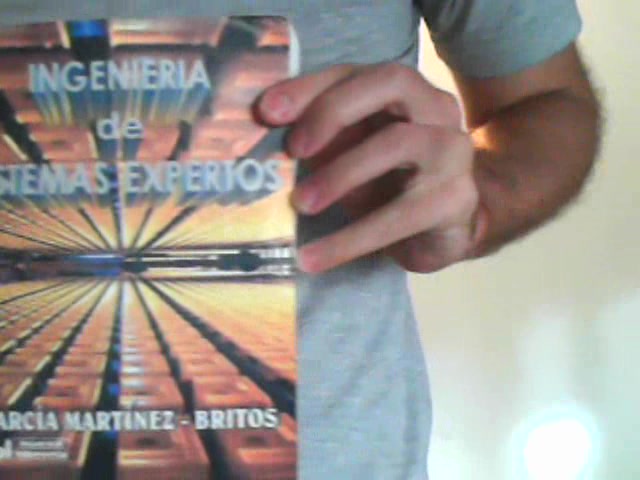 INGENIERIA
de
STEMAS EXPERTOS
ARCIA MARTINEZ - BRITOS